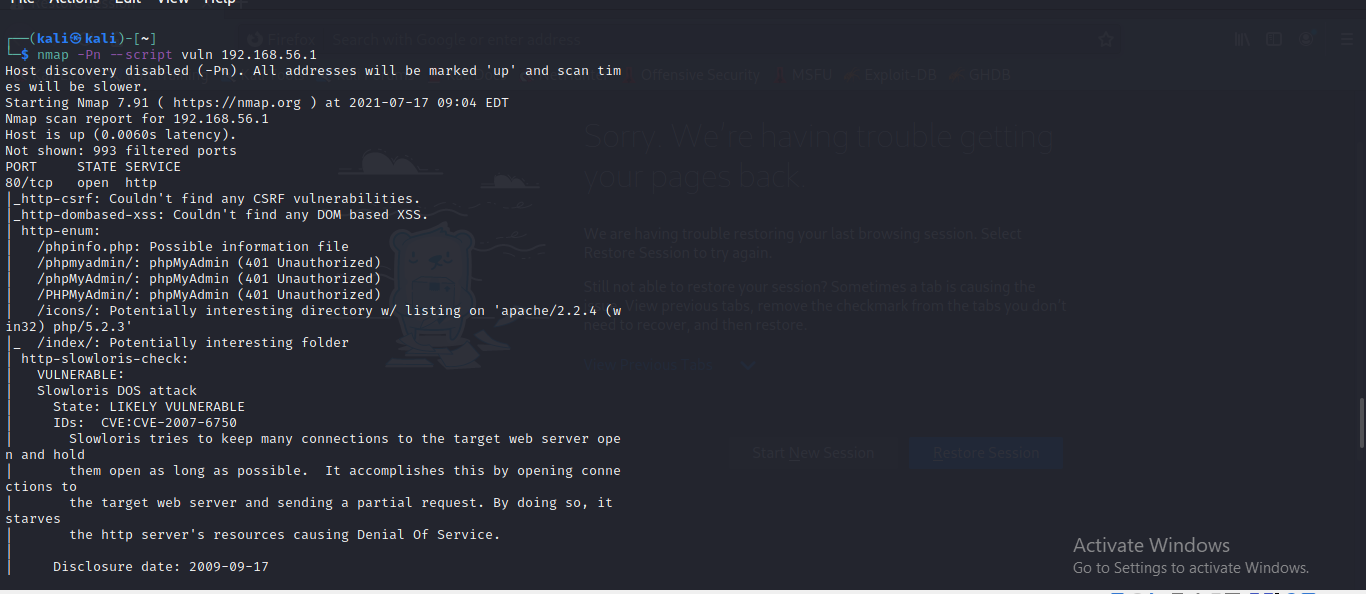 File Actions Edit View Help
┌──(kali㉿kali)-[~]
└─$ nmap -Pn --script vuln 192.168.56.1
Host discovery disabled (-Pn). All addresses will be marked 'up' and scan tim
es will be slower.
Starting Nmap 7.91 ( https://nmap.org ) at 2021-07-17 09:04 EDT
Nmap scan report for 192.168.56.1
Host is up (0.0060s latency).
Not shown: 993 filtered ports
PORT     STATE SERVICE
80/tcp   open  http
|_http-csrf: Couldn't find any CSRF vulnerabilities.
|_http-dombased-xss: Couldn't find any DOM based XSS.
| http-enum:
|   /phpinfo.php: Possible information file
|   /phpmyadmin/: phpMyAdmin (401 Unauthorized)
|   /phpMyAdmin/: phpMyAdmin (401 Unauthorized)
|   /PHPMyAdmin/: phpMyAdmin (401 Unauthorized)
|   /icons/: Potentially interesting directory w/ listing on 'apache/2.2.4 (w
in32) php/5.2.3'
|_  /index/: Potentially interesting folder
| http-slowloris-check:
|   VULNERABLE:
|   Slowloris DOS attack
|     State: LIKELY VULNERABLE
|     IDs:  CVE:CVE-2007-6750
|       Slowloris tries to keep many connections to the target web server ope
n and hold
|       them open as long as possible.  It accomplishes this by opening conne
ctions to
|       the target web server and sending a partial request. By doing so, it
starves
|       the http server's resources causing Denial Of Service.
|
|     Disclosure date: 2009-09-17
Offensive Security
MSFU
Exploit-DB
GHDB
Sorry. We're having trouble getting
your pages back.
We are having trouble restoring your last browsing session. Select
Restore Session to try again.
Still not able to restore your session? Sometimes a tab is causing the
View previous tabs, remove the checkmark from the tabs you don't
need to recover, and then restore.
View Previous Tabs
Start New Session
Restore Session
Activate Windows
Go to Settings to activate Windows.